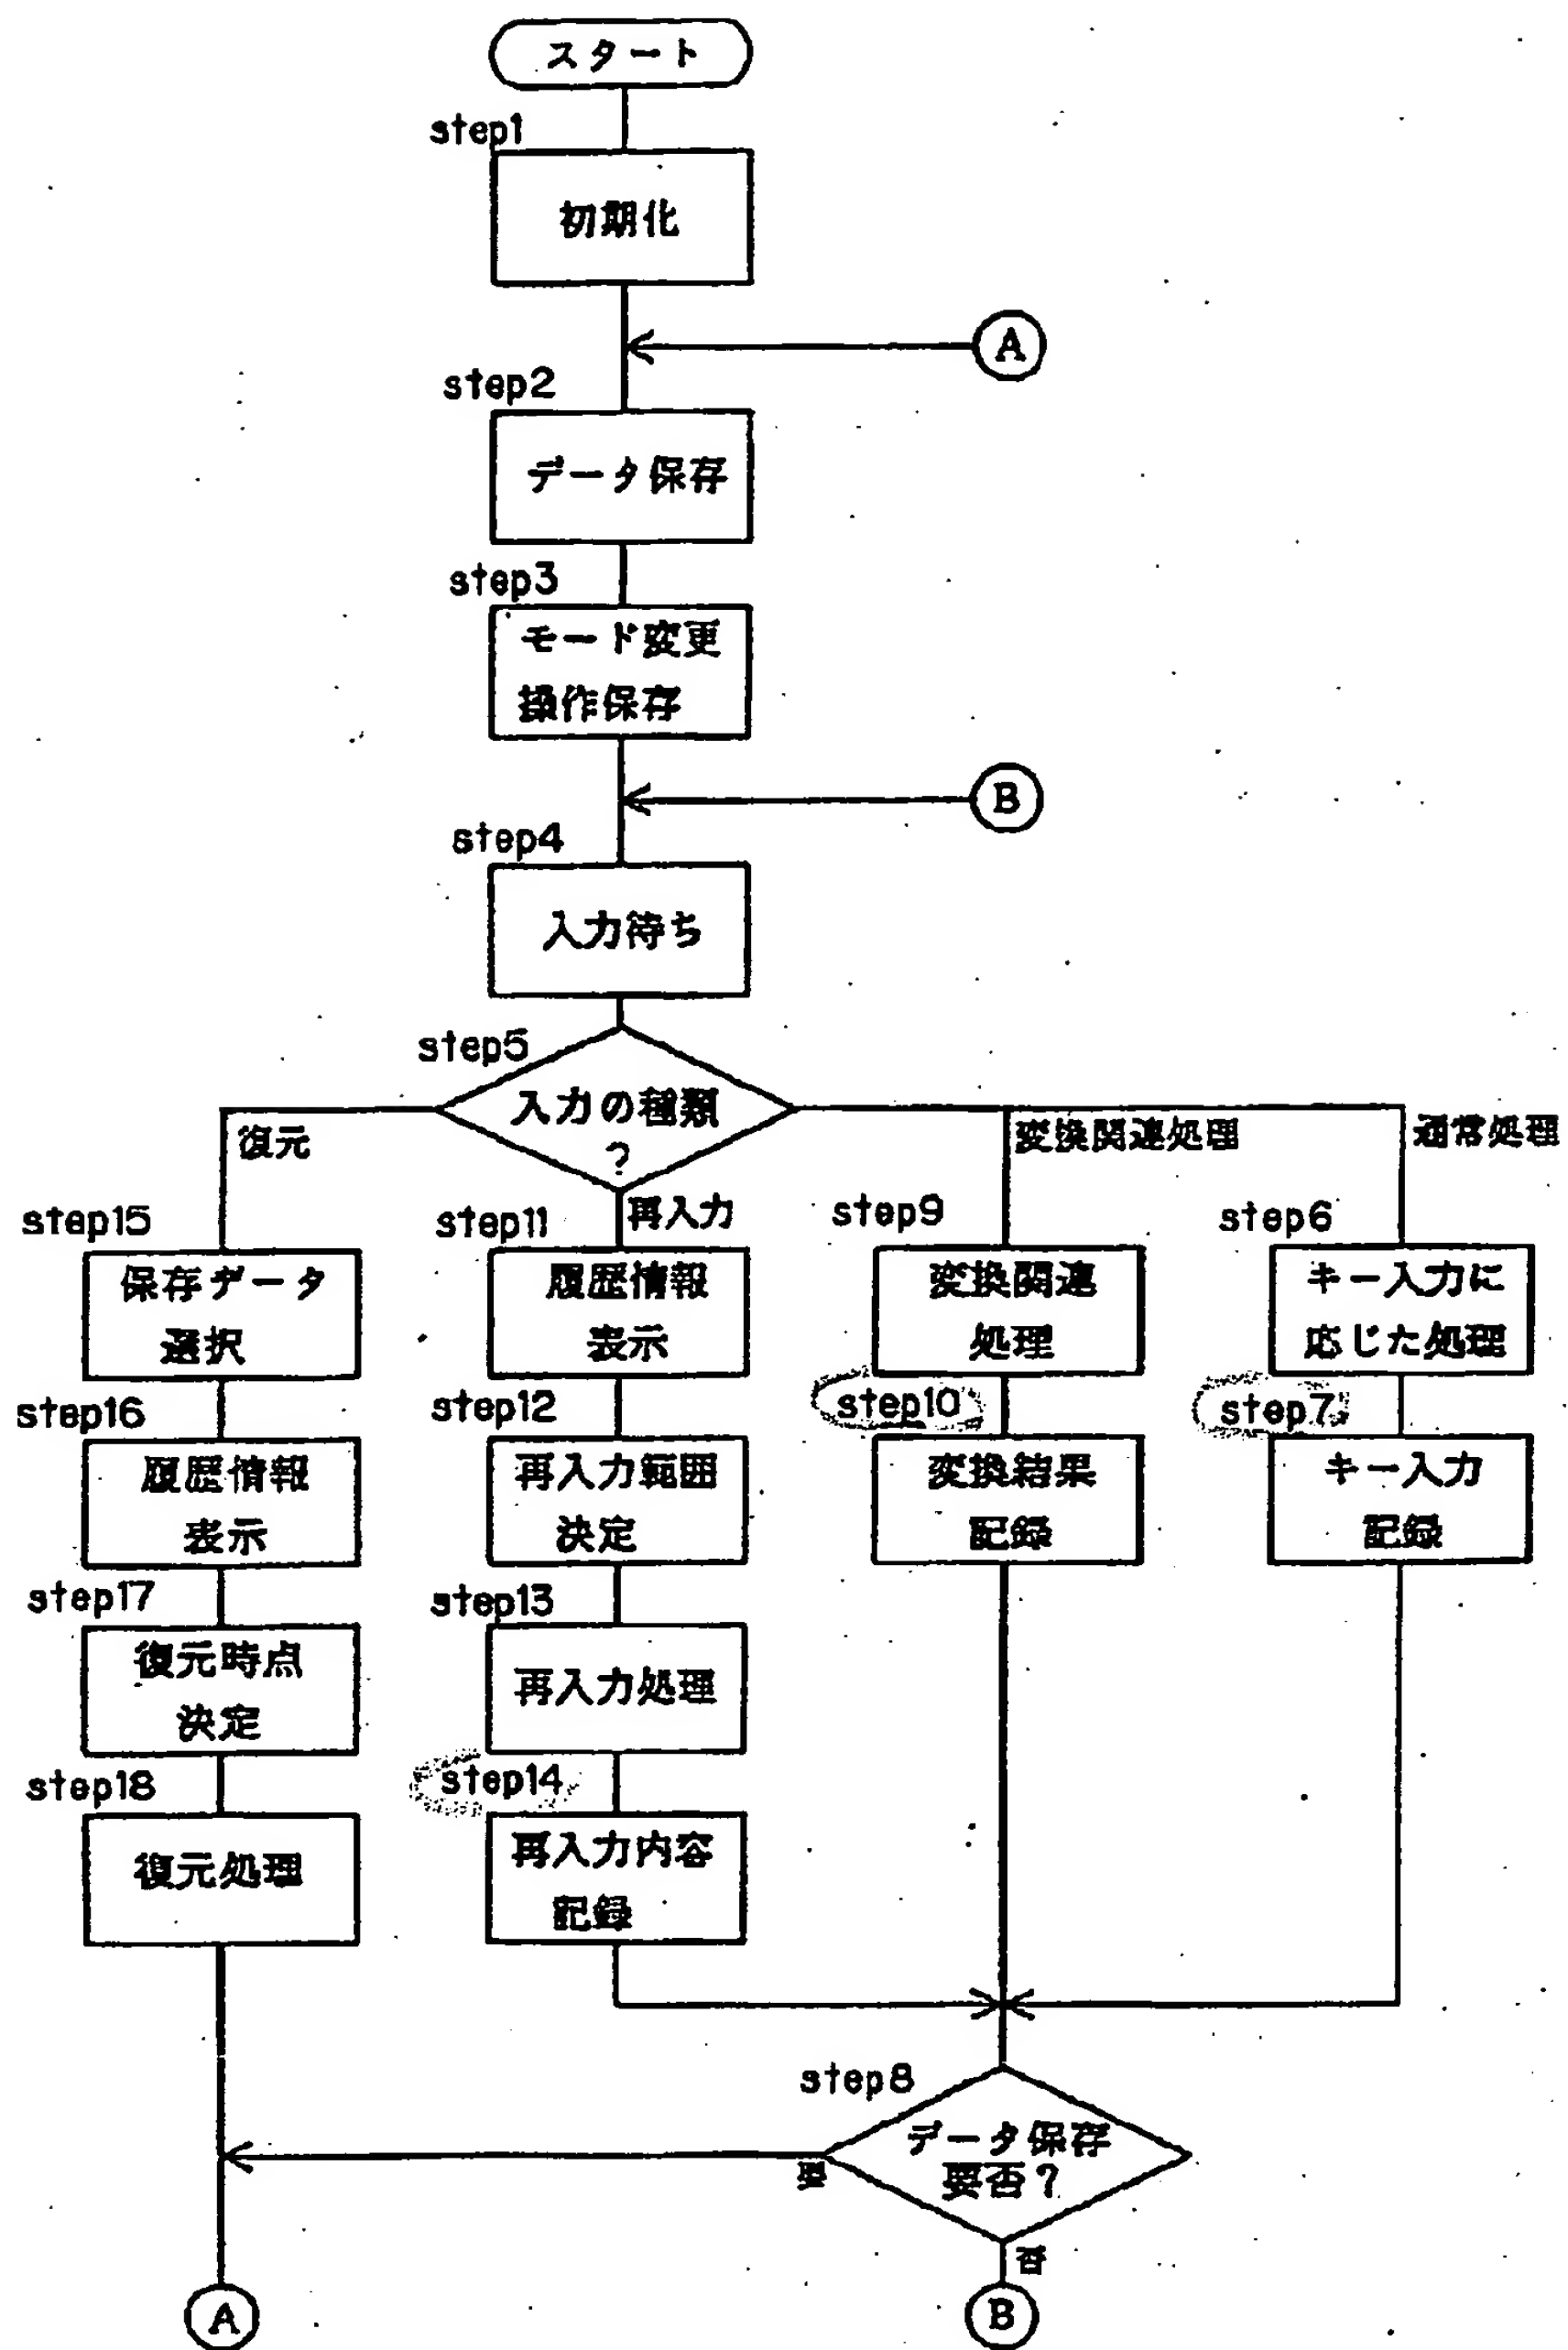 スタート
step1
初期化
A
step2
データ保存
step3
モード変更
操作保存
B
step4
入力待ち
step5
入力の種類
?
復元
再入力
変換関連処理
通常処理
step15
保存データ
選択
step16
履歴情報
表示
step17
復元時点
決定
step18
復元処理
step11
履歴情報
表示
step12
再入力範囲
決定
step13
再入力処理
step14
再入力内容
記録
step9
変換関連
処理
step10
変換結果
記録
step6
キー入力に
応じた処理
step7
キー入力
記録
step8
データ保存
要否?
要
否
A
B